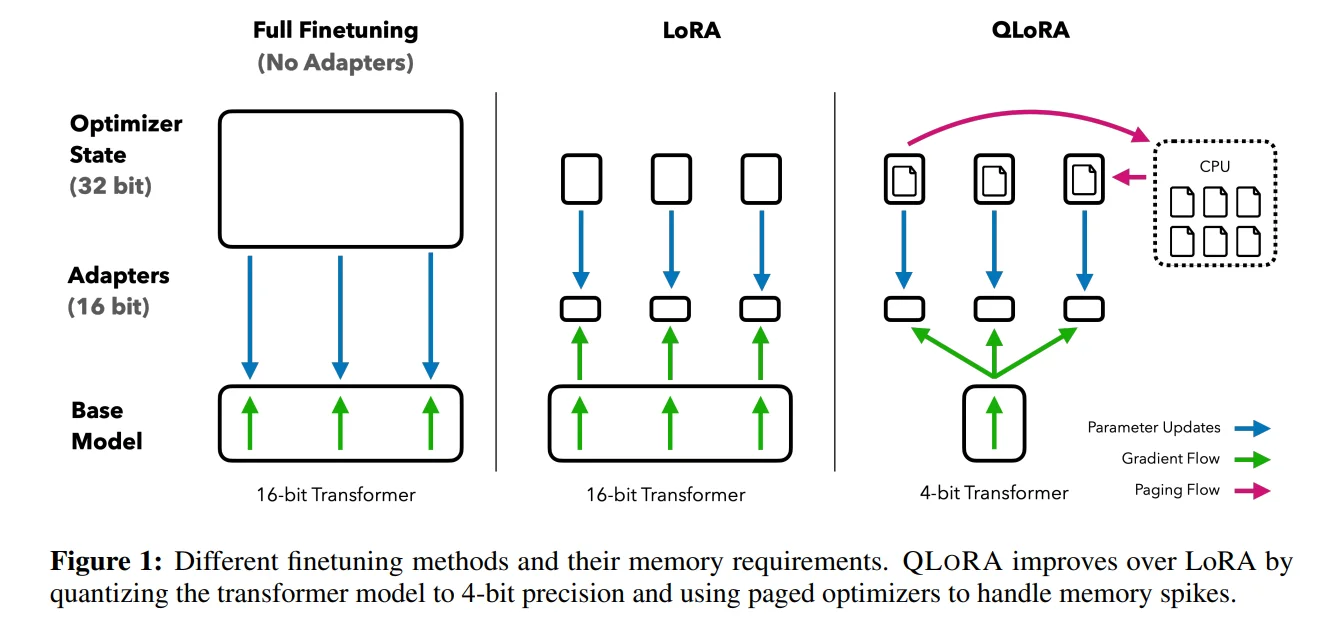 Full Finetuning
(No Adapters)
LoRA
QLoRA
Optimizer
State
(32 bit)
CPU
Adapters
(16 bit)
Base
Model
Parameter Updates
Gradient Flow
Paging Flow
16-bit Transformer
16-bit Transformer
4-bit Transformer
Figure 1: Different finetuning methods and their memory requirements. QLORA improves over LoRA by
quantizing the transformer model to 4-bit precision and using paged optimizers to handle memory spikes.